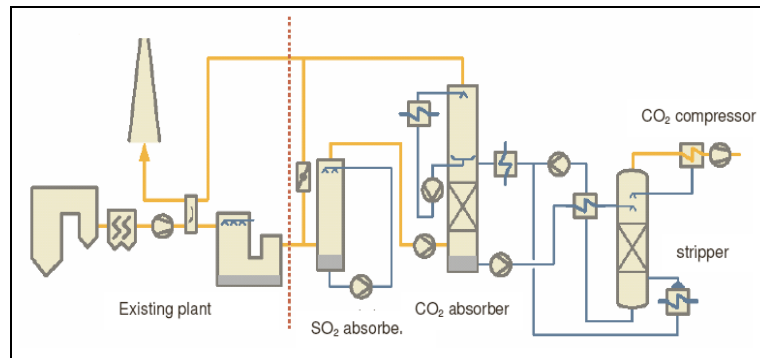 CO₂ compressor
stripper
Existing plant
CO₂ absorber
SO₂ absorbe.